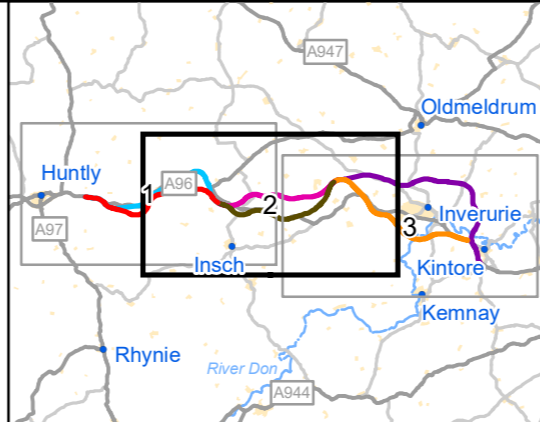 A947
Oldmeldrum
Huntly
1
A96
2
Inverurie
A97
3
Insch
Kintore
Kemnay
Rhynie
River Don
A944